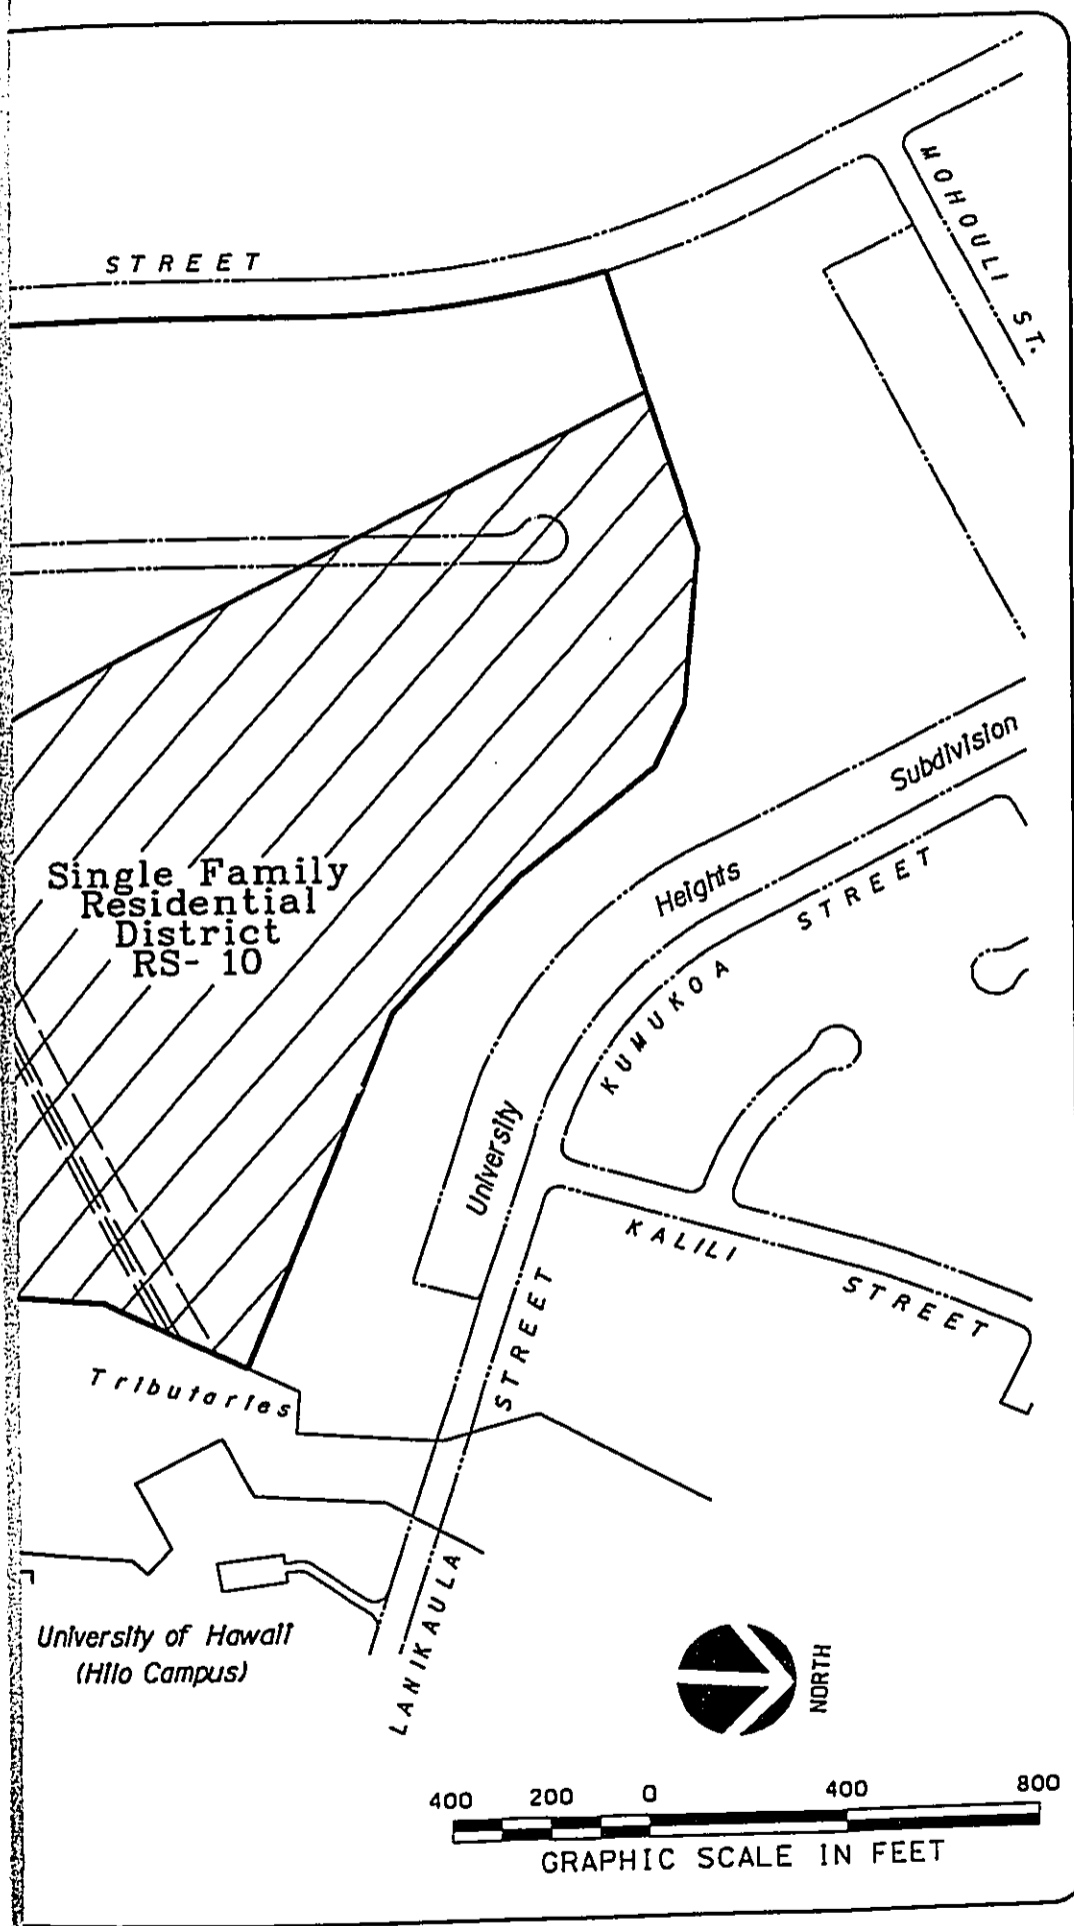 STREET
MOHOULI ST.
Subdivision
Heights
STREET
KUMUKOA
Single Family
Residential
District
RS- 10
University
KALILI
STREET
STREET
Tributaries
LANIKAULA
University of Hawaii
(Hilo Campus)
NORTH
400 200 0 400 800
GRAPHIC SCALE IN FEET